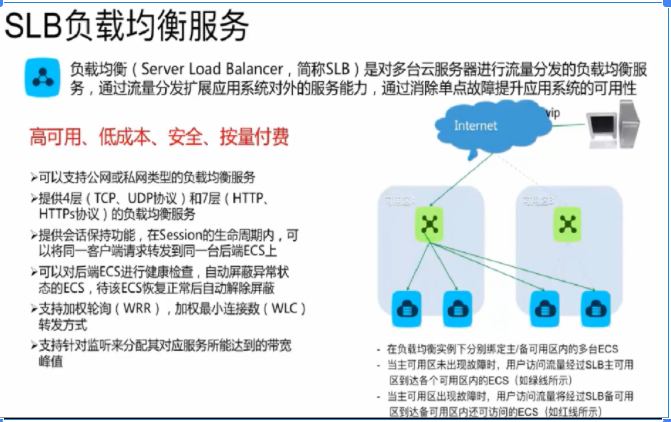 SLB负载均衡服务
负载均衡（Server Load Balancer，简称SLB）是对多台云服务器进行流量分发的负载均衡服
务，通过流量分发扩展应用系统对外的服务能力，通过消除单点故障提升应用系统的可用性
高可用、低成本、安全、按量付费
➢可以支持公网或私网类型的负载均衡服务
➢提供4层（TCP、UDP协议）和7层（HTTP、
HTTPs协议）的负载均衡服务
➢提供会话保持功能，在Session的生命周期内，可
以将同一客户端请求转发到同一台后端ECS上
➢可以对后端ECS进行健康检查，自动屏蔽异常状
态的ECS，待该ECS恢复正常后自动解除屏蔽
➢支持加权轮询（WRR），加权最小连接数（WLC）
转发方式
➢支持针对监听来分配其对应服务所能达到的带宽
峰值
Internet
vip
- 在负载均衡实例下分别绑定主/备可用区内的多台ECS
- 当主可用区未出现故障时，用户访问流量经过SLB主可用
区到达各个可用区内的ECS（如绿线所示）
- 当主可用区出现故障时，用户访问流量将经过SLB备可用
区到达备可用区内还可访问的ECS（如红线所示）